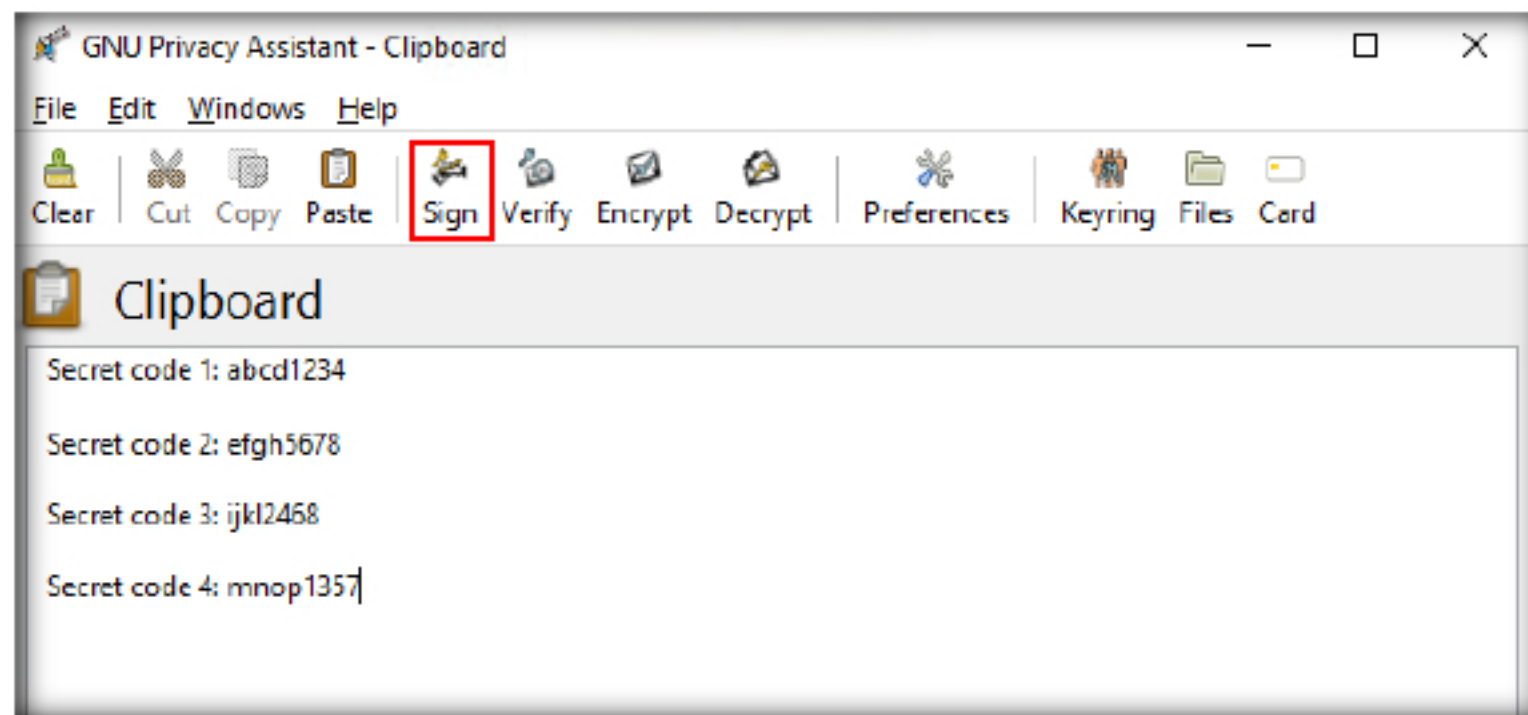 GNU Privacy Assistant - Clipboard
File Edit Windows Help
Clear Cut Copy Paste Sign Verify Encrypt Decrypt Preferences Keyring Files Card
Clipboard
Secret code 1: abcd1234
Secret code 2: efgh5678
Secret code 3: ijkl2468
Secret code 4: mnop1357